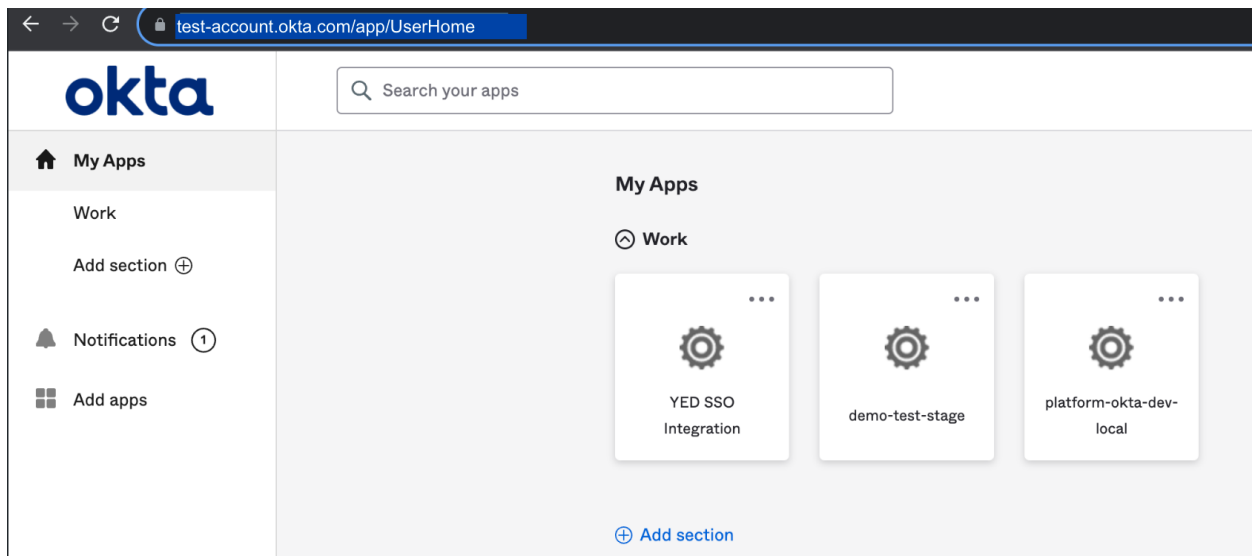 test-account.okta.com/app/UserHome
okta
Search your apps
My Apps
Work
Add section
Notifications 1
Add apps
My Apps
Work
YED SSO
Integration
demo-test-stage
platform-okta-dev-
local
Add section